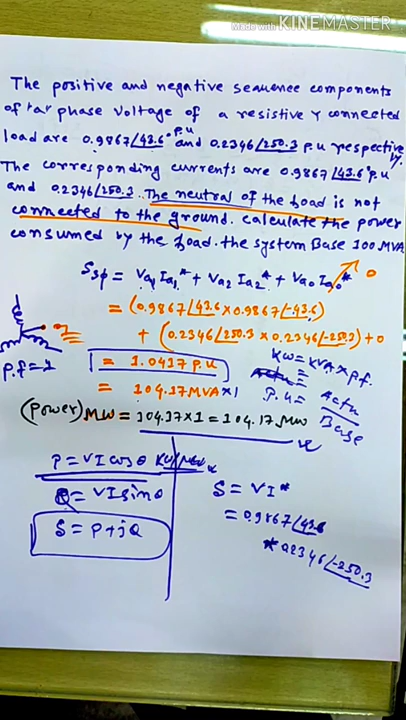 Made with KINEMASTER
The positive and negative sequence components
of 'a' phase voltage of a resistive Y connected
load are 0.9867∠43.6° p.u and 0.2346∠250.3 p.u respectively.
The corresponding currents are 0.9867∠43.6 p.u
and 0.2346∠250.3. The neutral of the load is not
connected to the ground. calculate the power
consumed by the load. the system Base 100 MVA
S3φ = Va1 Ia1* + Va2 Ia2* + Va0 Ia0* 0
= (0.9867∠43.6 × 0.9867∠-43.6)
+ (0.2346∠250.3 × 0.2346∠-250.3) + 0
= 1.0417 P.u
= 104.17 MVA × 1
(Power) MW = 104.17 × 1 = 104.17 MW
P.f = 1
KW = KVA × pf.
P.u = Actu / Base
P = VI cosθ
Q = VI sinθ
S = P + jQ
S = V I*
= 0.9867∠43.6
* 0.2346∠-250.3